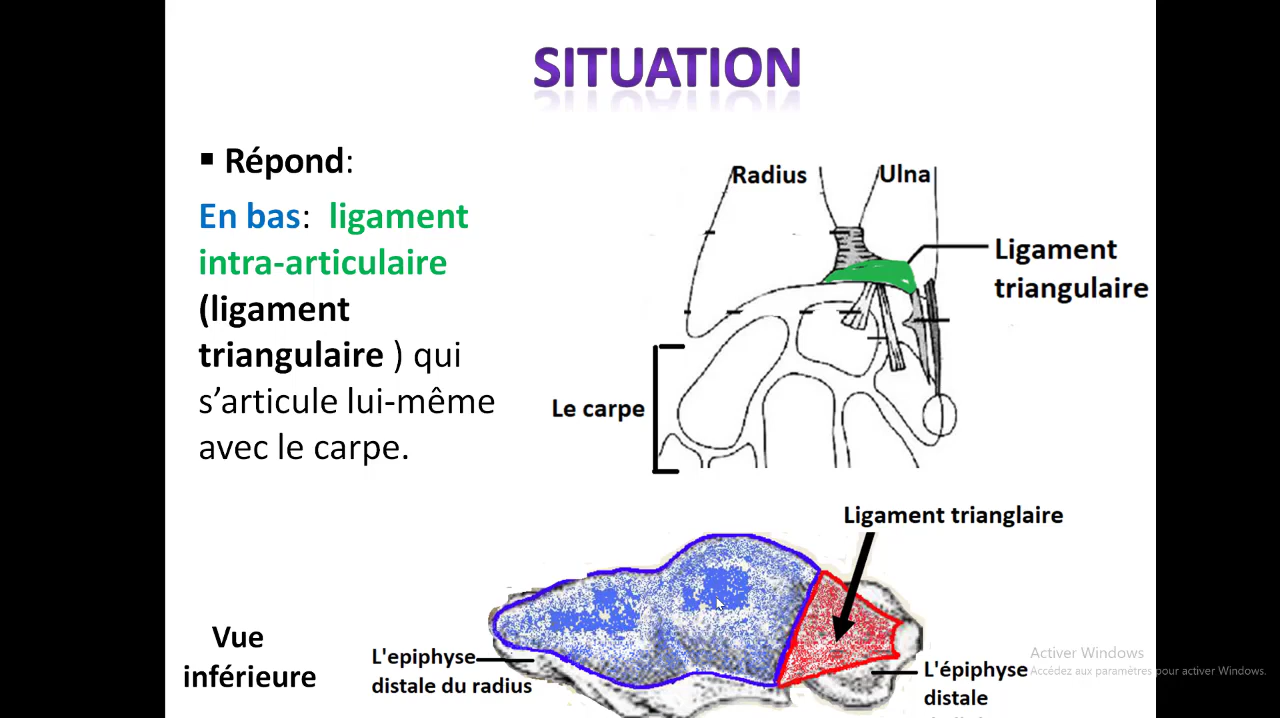 SITUATION
▪ Répond:
En bas: ligament
intra-articulaire
(ligament
triangulaire ) qui
s’articule lui-même
avec le carpe.
Radius
Ulna
Ligament
triangulaire
Le carpe
Ligament trianglaire
Vue
inférieure
L'epiphyse
distale du radius
L'épiphyse
distale
Activer Windows
Accédez aux paramètres pour activer Windows.